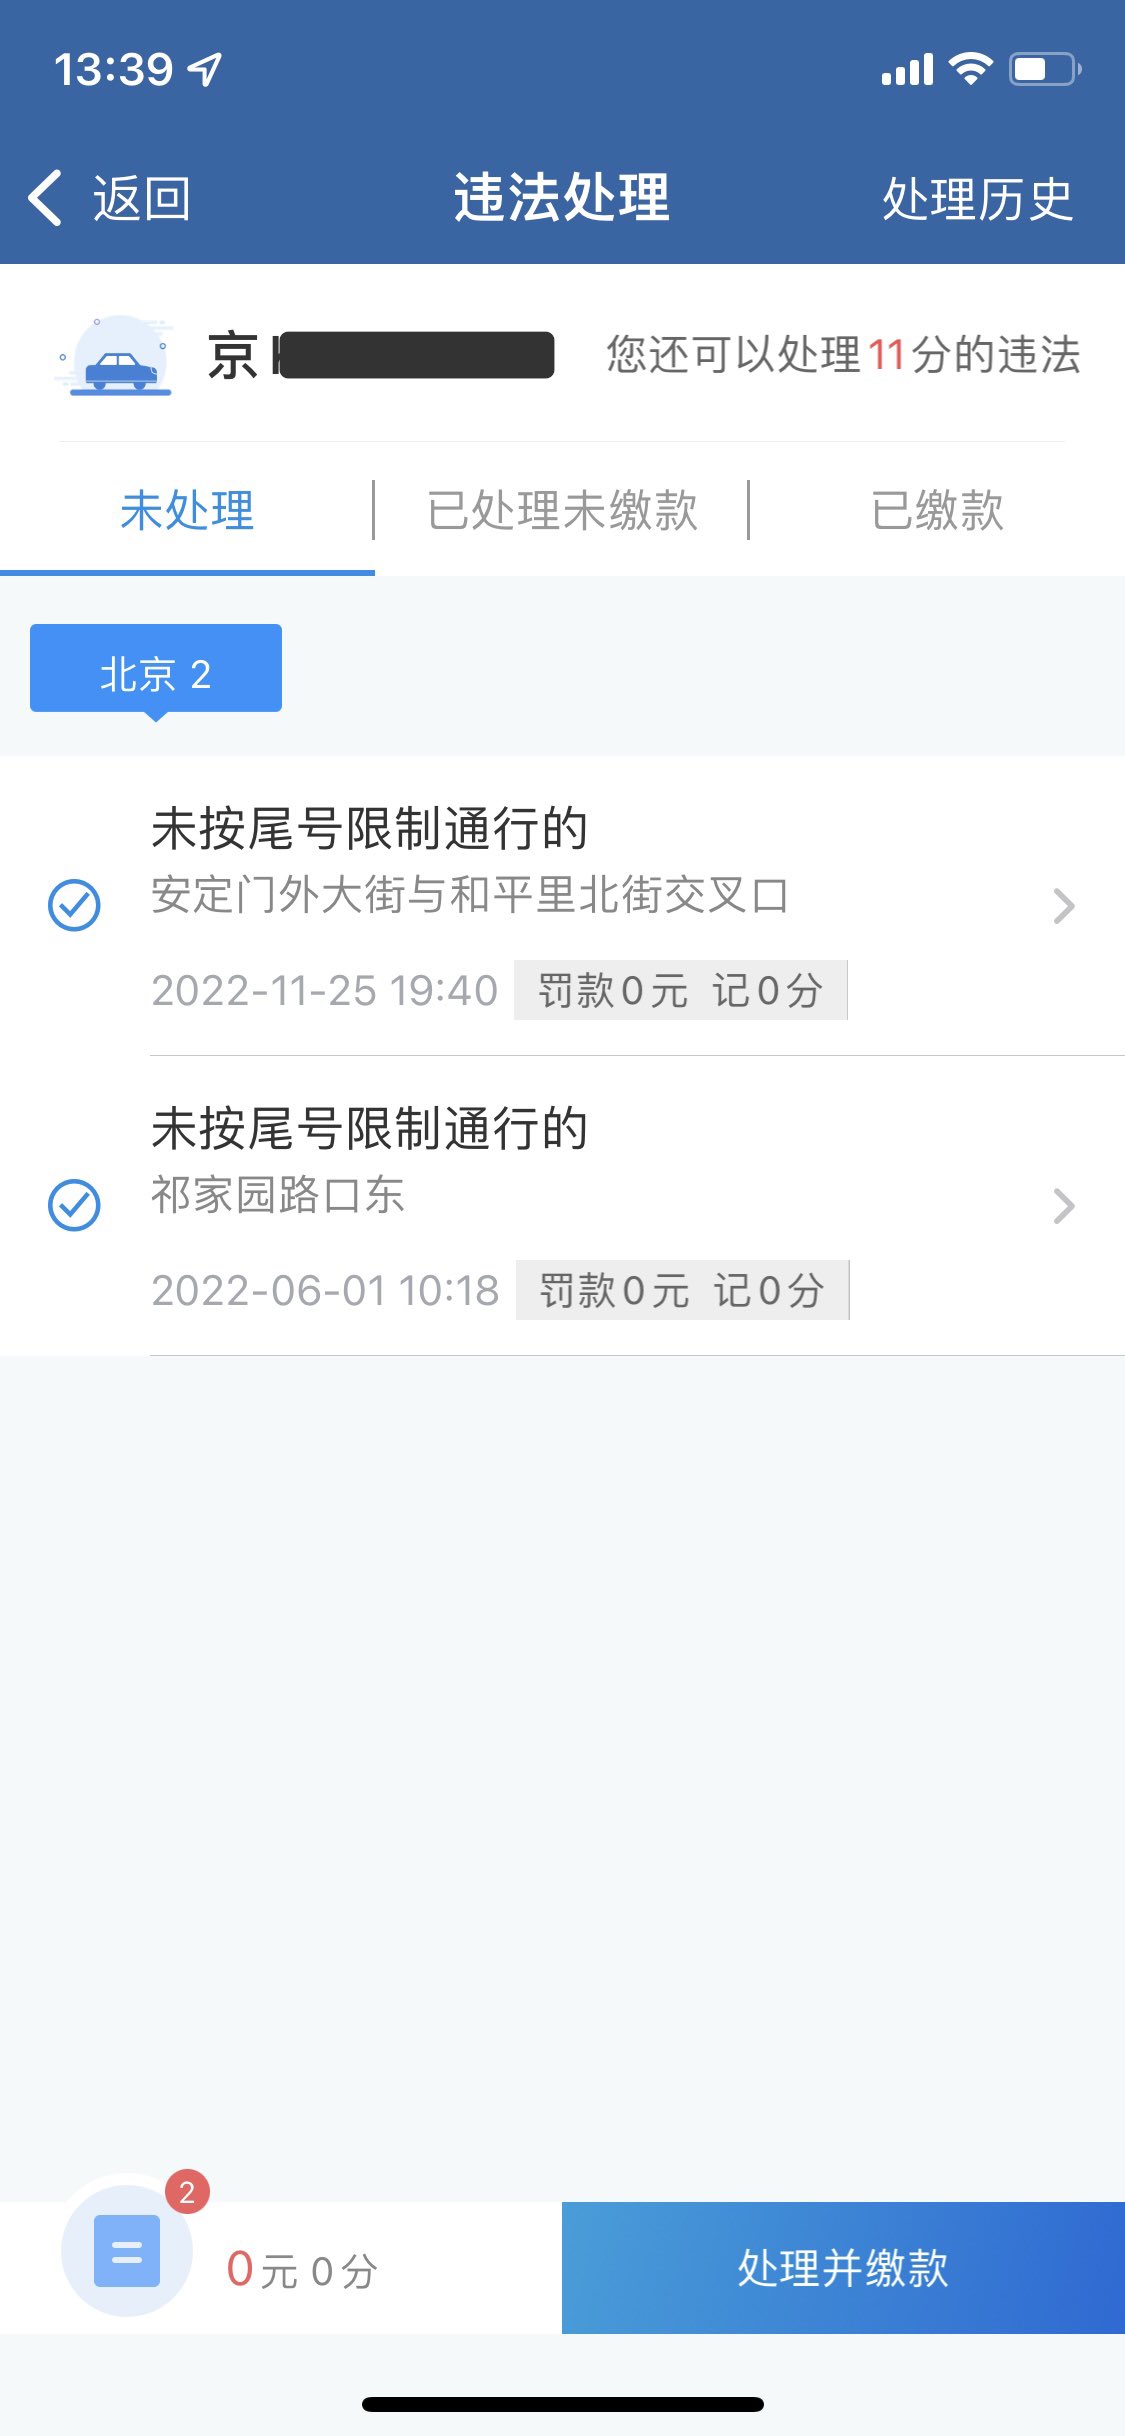 13:39
返回
违法处理
处理历史
京
您还可以处理11分的违法
未处理
已处理未缴款
已缴款
北京 2
未按尾号限制通行的
安定门外大街与和平里北街交叉口
2022-11-25 19:40
罚款0元 记0分
未按尾号限制通行的
祁家园路口东
2022-06-01 10:18
罚款0元 记0分
2
0元 0分
处理并缴款